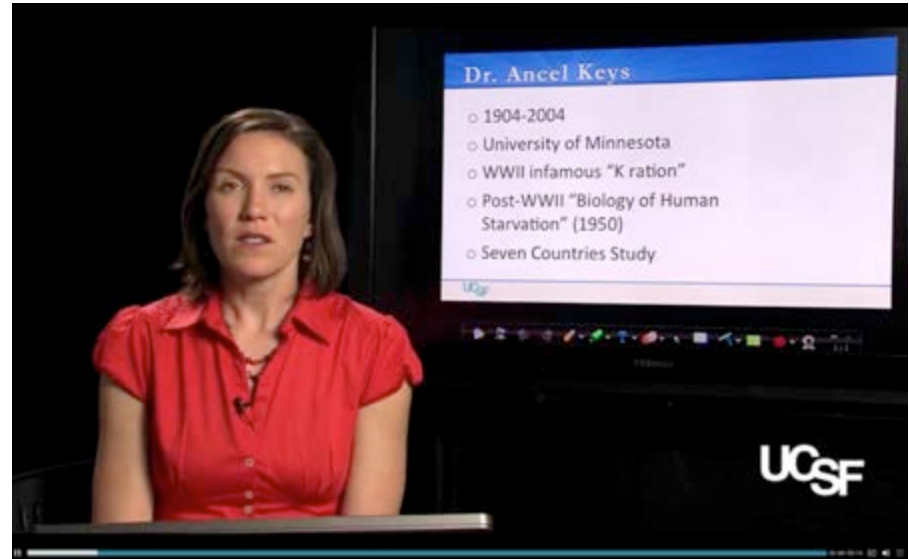 Dr. Ancel Keys
1904-2004
University of Minnesota
WWII infamous “K ration”
Post-WWII “Biology of Human
Starvation” (1950)
Seven Countries Study
UCSF
UCSF